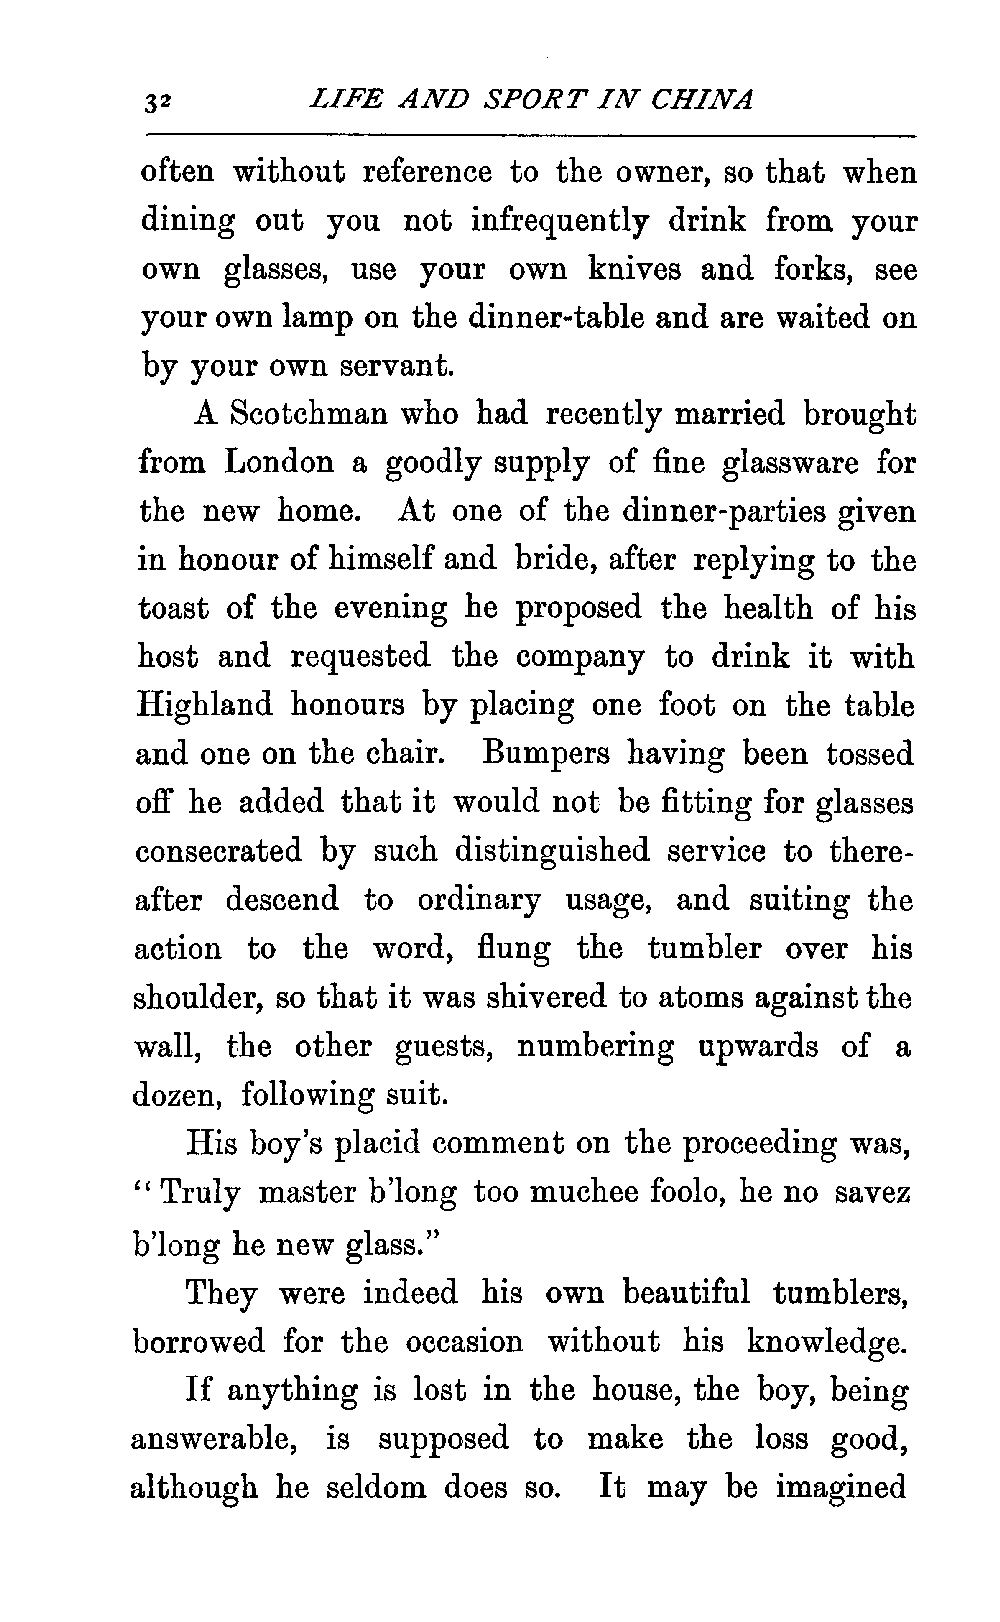 32 LIFE AND SPORT IN CHINA
often without reference to the owner, so that when
dining out you not infrequently drink from your
own glasses, use your own knives and forks, see
your own lamp on the dinner-table and are waited on
by your own servant.
A Scotchman who had recently married brought
from London a goodly supply of fine glassware for
the new home. At one of the dinner-parties given
in honour of himself and bride, after replying to the
toast of the evening he proposed the health of his
host and requested the company to drink it with
Highland honours by placing one foot on the table
and one on the chair. Bumpers having been tossed
off he added that it would not be fitting for glasses
consecrated by such distinguished service to there-
after descend to ordinary usage, and suiting the
action to the word, flung the tumbler over his
shoulder, so that it was shivered to atoms against the
wall, the other guests, numbering upwards of a
dozen, following suit.
His boy's placid comment on the proceeding was,
“Truly master b'long too muchee foolo, he no savez
b'long he new glass.”
They were indeed his own beautiful tumblers,
borrowed for the occasion without his knowledge.
If anything is lost in the house, the boy, being
answerable, is supposed to make the loss good,
although he seldom does so. It may be imagined